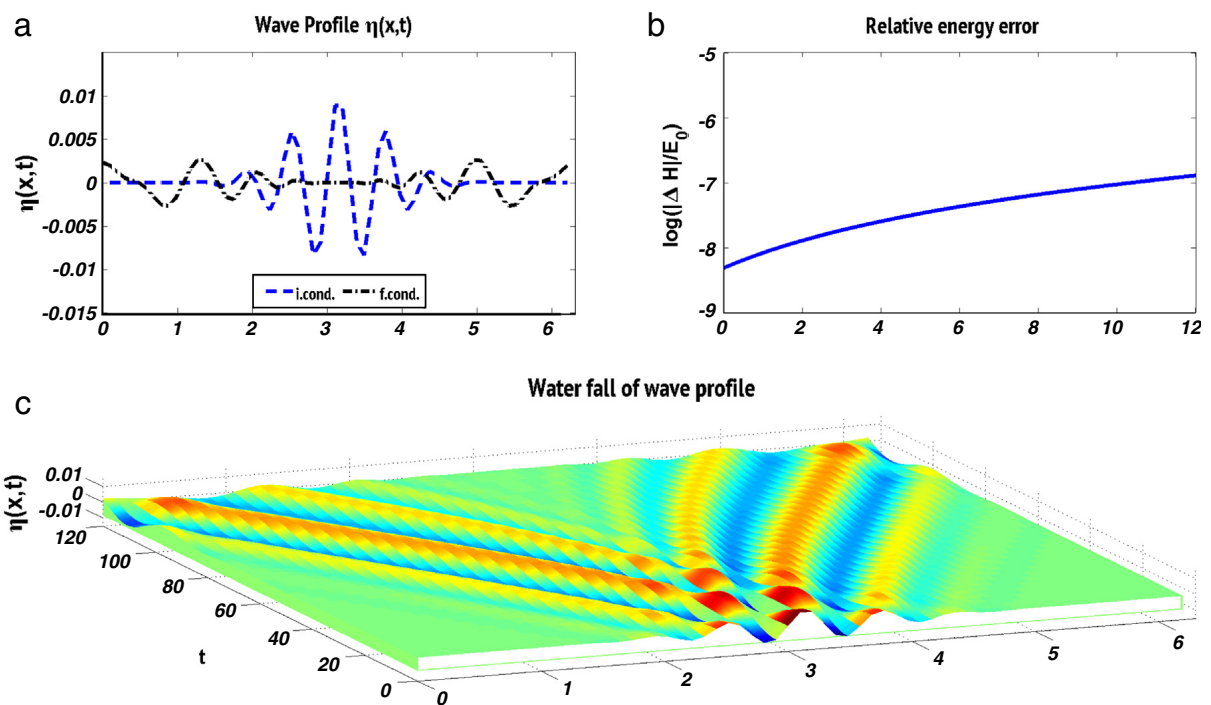 a
Wave Profile η(x,t)
η(x,t)
0.01
0.005
0
-0.005
-0.01
-0.015
0 1 2 3 4 5 6
i.cond. f.cond.
b
Relative energy error
log(|Δ H|/E0)
-5
-6
-7
-8
-9
0 2 4 6 8 10 12
c
Water fall of wave profile
η(x,t)
0.01
0
-0.01
120
100
80
60
40
20
0
t
0 1 2 3 4 5 6